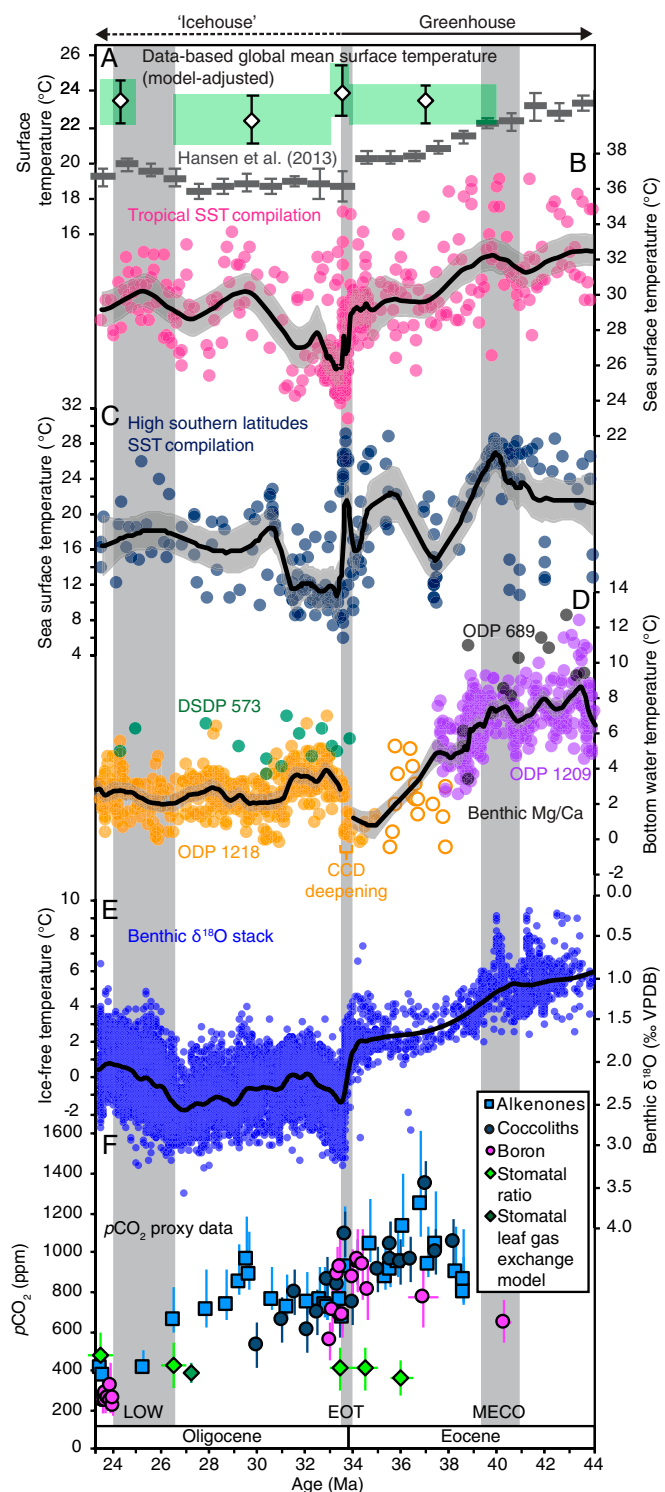 'Icehouse' Greenhouse
A
Data-based global mean surface temperature
(model-adjusted)
Hansen et al. (2013)
Surface
temperature (°C)
26
24
22
20
18
16
B
Tropical SST compilation
Sea surface temperatutre (°C)
38
36
34
32
30
28
26
24
22
C
High southern latitudes
SST compilation
Sea surface temperature (°C)
32
28
24
20
16
12
8
4
D
ODP 689
DSDP 573
ODP 1209
ODP 1218
Benthic Mg/Ca
CCD
deepening
Bottom water temperature (°C)
14
12
10
8
6
4
2
0
-2
E
Benthic δ18O stack
Ice-free temperature (°C)
10
8
6
4
2
0
-2
Benthic δ18O (‰ VPDB)
0.0
0.5
1.0
1.5
2.0
2.5
3.0
3.5
4.0
F
pCO2 proxy data
Alkenones
Coccoliths
Boron
Stomatal
ratio
Stomatal
leaf gas
exchange
model
pCO2 (ppm)
1600
1400
1200
1000
800
600
400
200
0
LOW EOT MECO
Oligocene Eocene
24 26 28 30 32 34 36 38 40 42 44
Age (Ma)